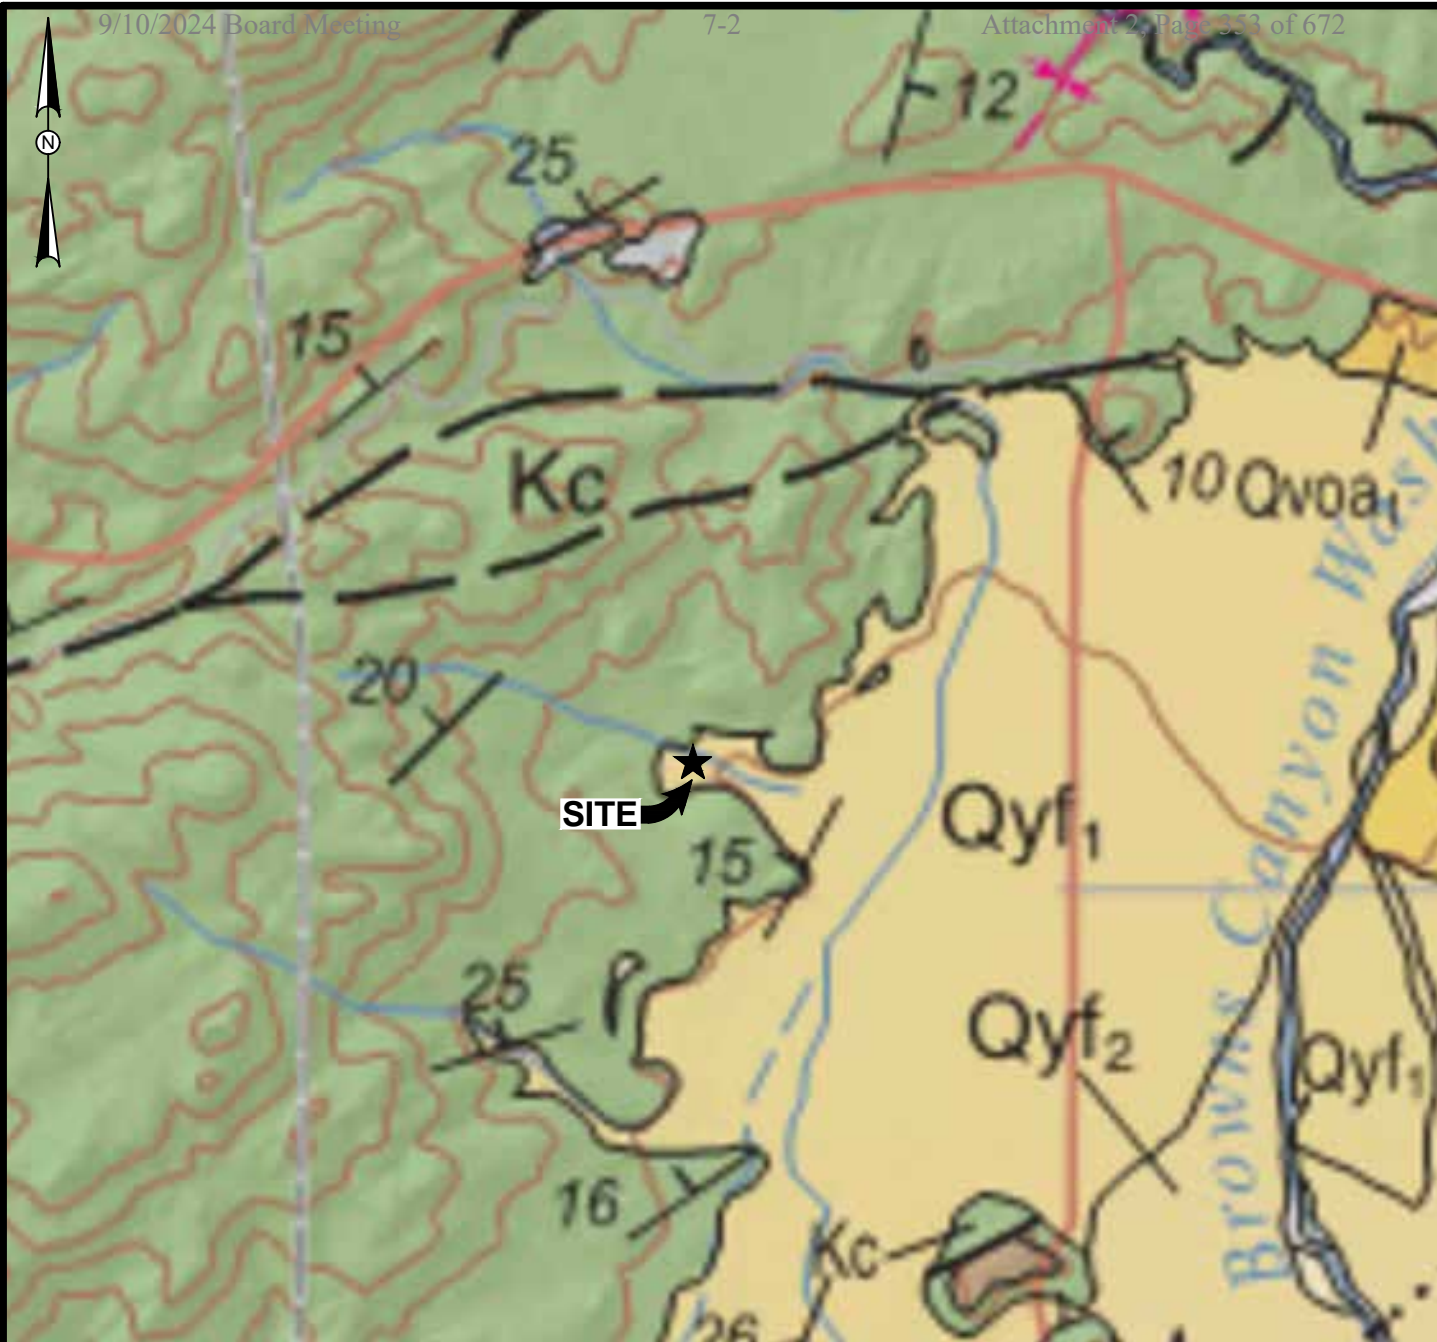 9/10/2024 Board Meeting 7-2 Attachment 2, Page 353 of 672
N
12
25
15
Kc
10 Qvoa1
20
SITE
Qyf1
15
25
Qyf2
Qyf1
Browns Canyon Wash
16
Kc
26